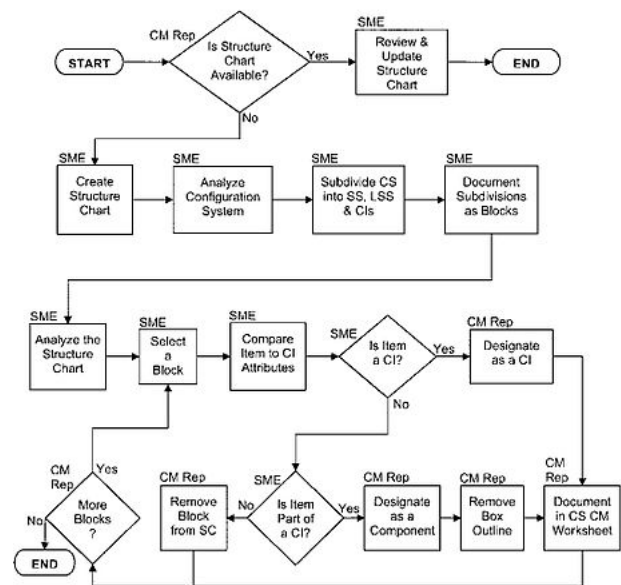 CM Rep
START
Is Structure
Chart
Available?
Yes
No
SME
Review &
Update
Structure
Chart
END
SME
Create
Structure
Chart
SME
Analyze
Configuration
System
SME
Subdivide CS
into SS, LSS
& CIs
SME
Document
Subdivisions
as Blocks
SME
Analyze the
Structure
Chart
SME
Select
a
Block
SME
Compare
Item to CI
Attributes
SME
Is Item
a CI?
Yes
No
CM Rep
Designate
as a CI
SME
Is Item
Part of
a CI?
No
Yes
CM Rep
Remove
Block
from SC
CM Rep
Designate
as a
Component
CM Rep
Remove
Box
Outline
CM
Rep
Document
in CS CM
Worksheet
CM
Rep
Yes
More
Blocks
?
No
END